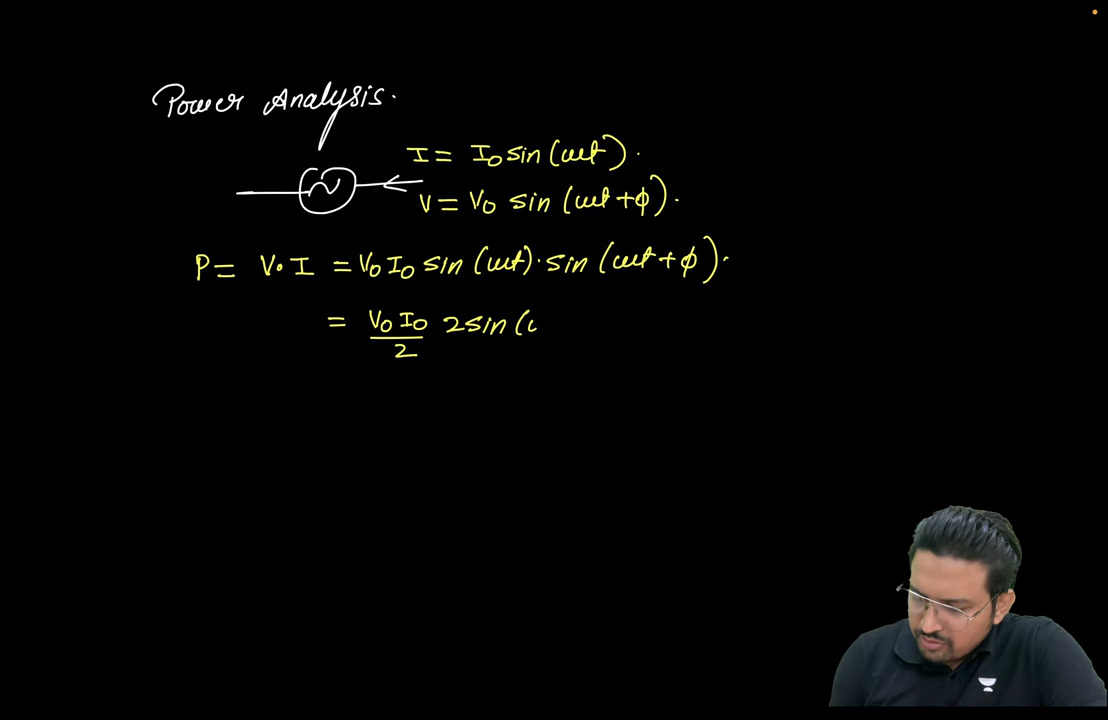 Power Analysis.
I = I₀ sin(ωt).
V = V₀ sin(ωt + ϕ).
P = V·I = V₀ I₀ sin(ωt)·sin(ωt + ϕ).
= V₀ I₀ / 2 2sin(